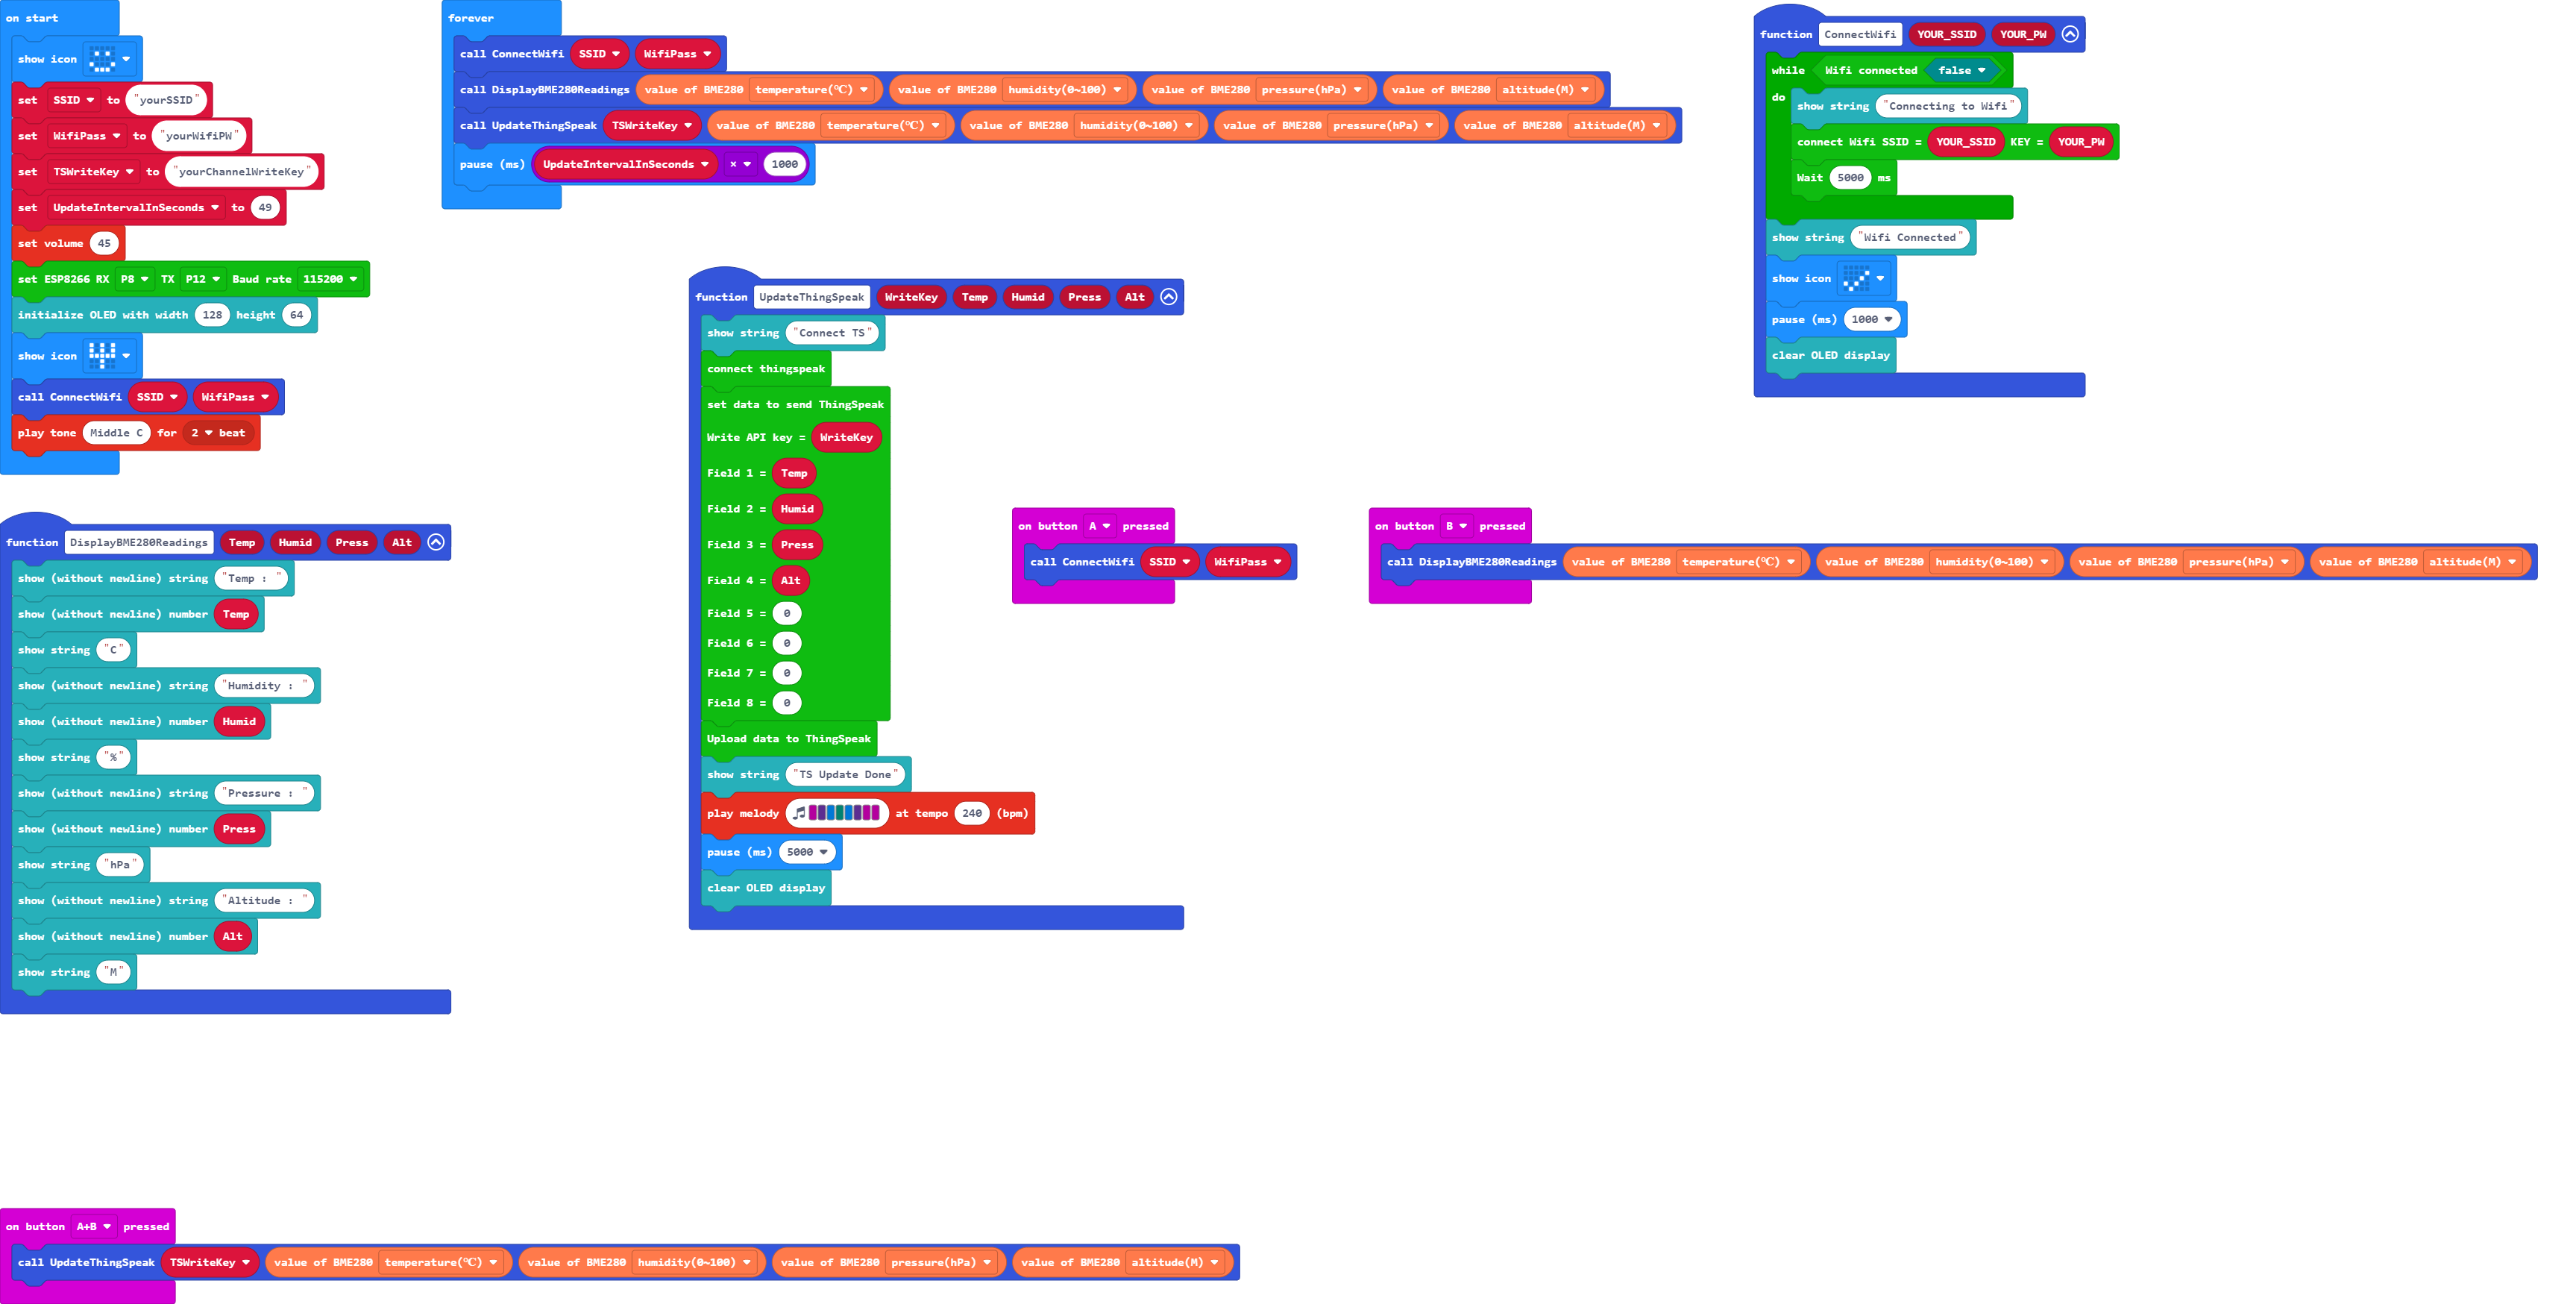 on start
show icon
set SSID to "yourSSID"
set WifiPass to "yourWifiPW"
set TSWriteKey to "yourChannelWriteKey"
set UpdateIntervalInSeconds to 49
set volume 45
set ESP8266 RX P8 TX P12 Baud rate 115200
initialize OLED with width 128 height 64
show icon
call ConnectWifi SSID WifiPass
play tone Middle C for 2 beat
forever
call ConnectWifi SSID WifiPass
call DisplayBME280Readings value of BME280 temperature(℃) value of BME280 humidity(0~100) value of BME280 pressure(hPa) value of BME280 altitude(M)
call UpdateThingSpeak TSWriteKey value of BME280 temperature(℃) value of BME280 humidity(0~100) value of BME280 pressure(hPa) value of BME280 altitude(M)
pause (ms) UpdateIntervalInSeconds × 1000
function ConnectWifi YOUR_SSID YOUR_PW
while Wifi connected false
do
show string "Connecting to Wifi"
connect Wifi SSID = YOUR_SSID KEY = YOUR_PW
Wait 5000 ms
show string "Wifi Connected"
show icon
pause (ms) 1000
clear OLED display
function UpdateThingSpeak WriteKey Temp Humid Press Alt
show string "Connect TS"
connect thingspeak
set data to send ThingSpeak
Write API key = WriteKey
Field 1 = Temp
Field 2 = Humid
Field 3 = Press
Field 4 = Alt
Field 5 = 0
Field 6 = 0
Field 7 = 0
Field 8 = 0
Upload data to ThingSpeak
show string "TS Update Done"
play melody at tempo 240 (bpm)
pause (ms) 5000
clear OLED display
on button A pressed
call ConnectWifi SSID WifiPass
on button B pressed
call DisplayBME280Readings value of BME280 temperature(℃) value of BME280 humidity(0~100) value of BME280 pressure(hPa) value of BME280 altitude(M)
function DisplayBME280Readings Temp Humid Press Alt
show (without newline) string "Temp : "
show (without newline) number Temp
show string "C"
show (without newline) string "Humidity : "
show (without newline) number Humid
show string "%"
show (without newline) string "Pressure : "
show (without newline) number Press
show string "hPa"
show (without newline) string "Altitude : "
show (without newline) number Alt
show string "M"
on button A+B pressed
call UpdateThingSpeak TSWriteKey value of BME280 temperature(℃) value of BME280 humidity(0~100) value of BME280 pressure(hPa) value of BME280 altitude(M)